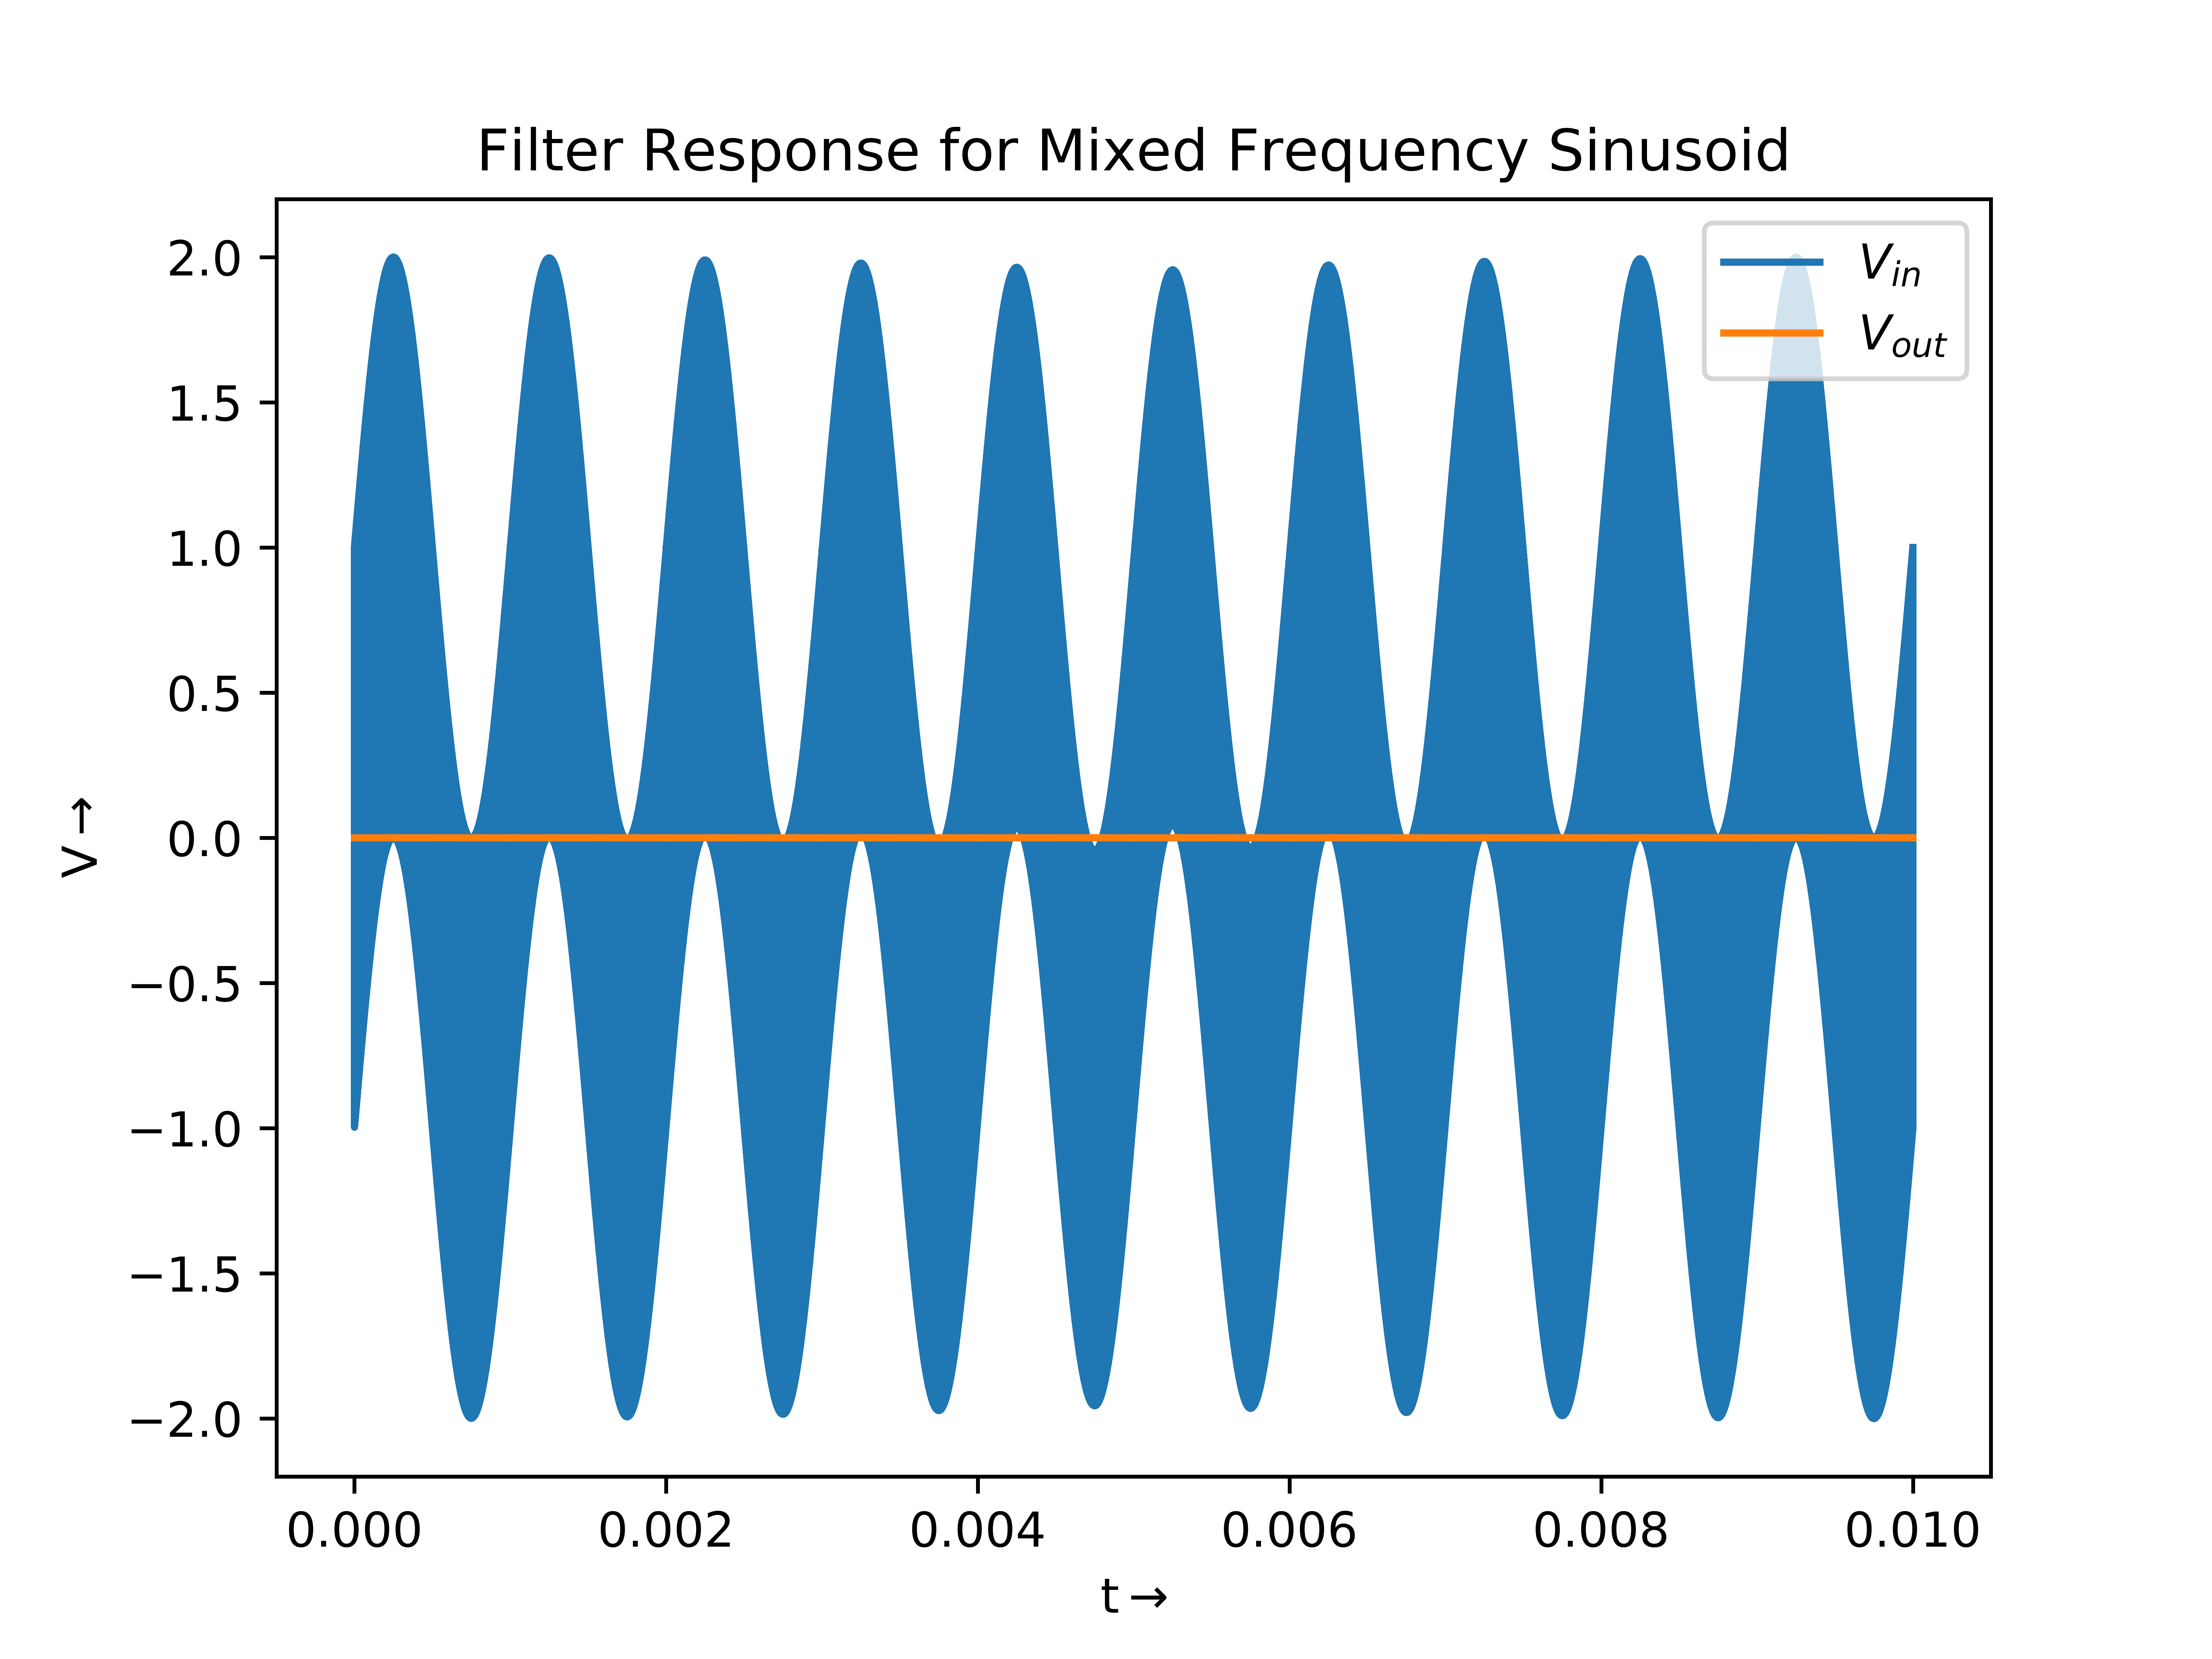 Filter Response for Mixed Frequency Sinusoid
V_in
V_out
2.0
1.5
1.0
0.5
0.0
−0.5
−1.0
−1.5
−2.0
V→
0.000 0.002 0.004 0.006 0.008 0.010
t→